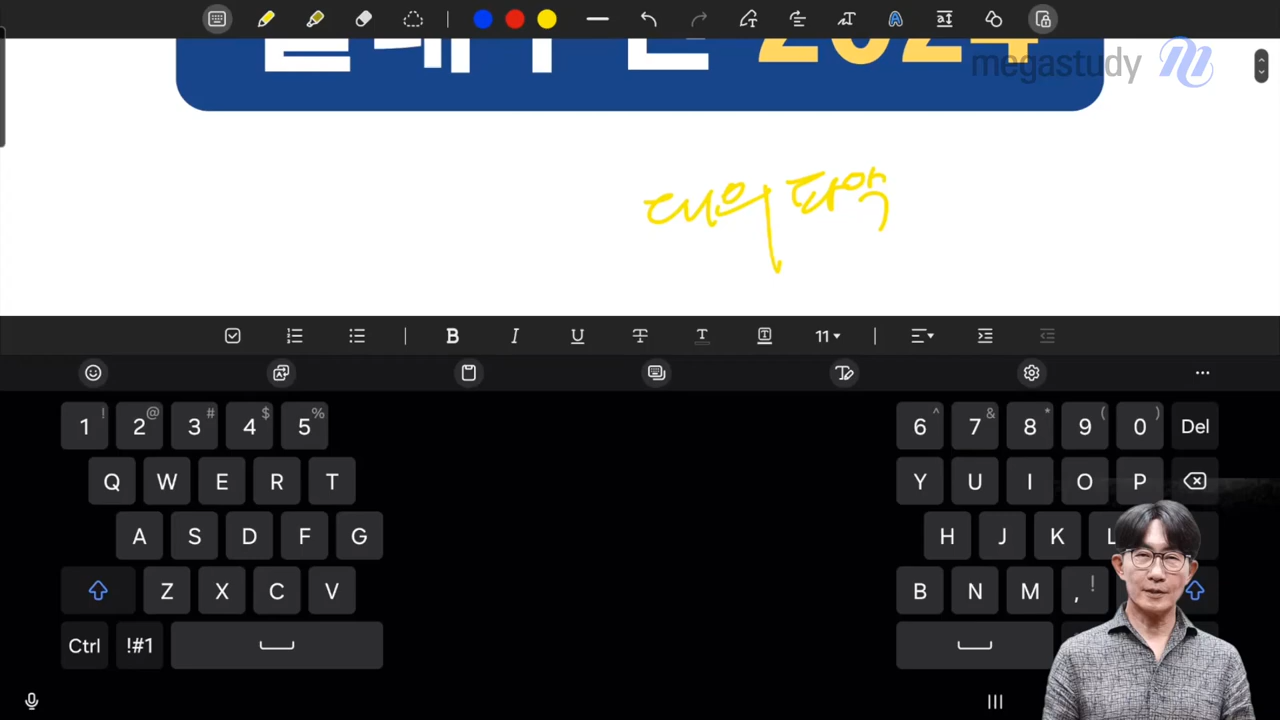 2024
megastudy
대의 파악
11
! @ # $ % ^ & * ( )
1 2 3 4 5 6 7 8 9 0 Del
Q W E R T Y U I O P
A S D F G H J K L
Z X C V B N M , !
Ctrl !#1